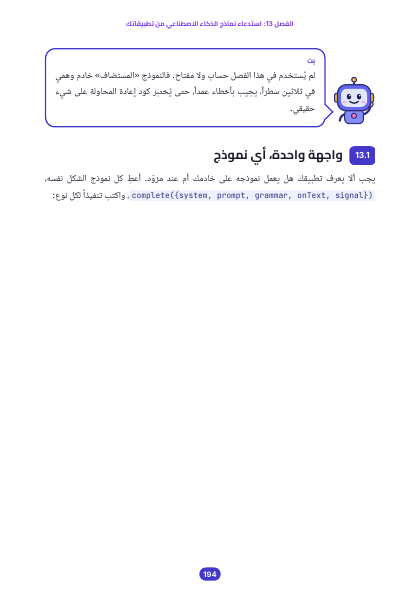 الفصل 13: استدعاء نماذج الذكاء الاصطناعي من تطبيقاتك
بِت
لم يُستخدم في هذا الفصل حساب ولا مفتاح. فالنموذج «المستضاف» خادم وهمي
في ثلاثين سطراً، يجيب بأخطاء عمداً، حتى يُختبر كود إعادة المحاولة على شيء
حقيقي.
13.1 واجهة واحدة، أي نموذج
يجب ألا يعرف تطبيقك هل يعمل نموذجه على خادمك أم عند مزوّد. أعطِ كل نموذج الشكل نفسه،
complete({system, prompt, grammar, onText, signal})، واكتب تنفيذاً لكل نوع:
194